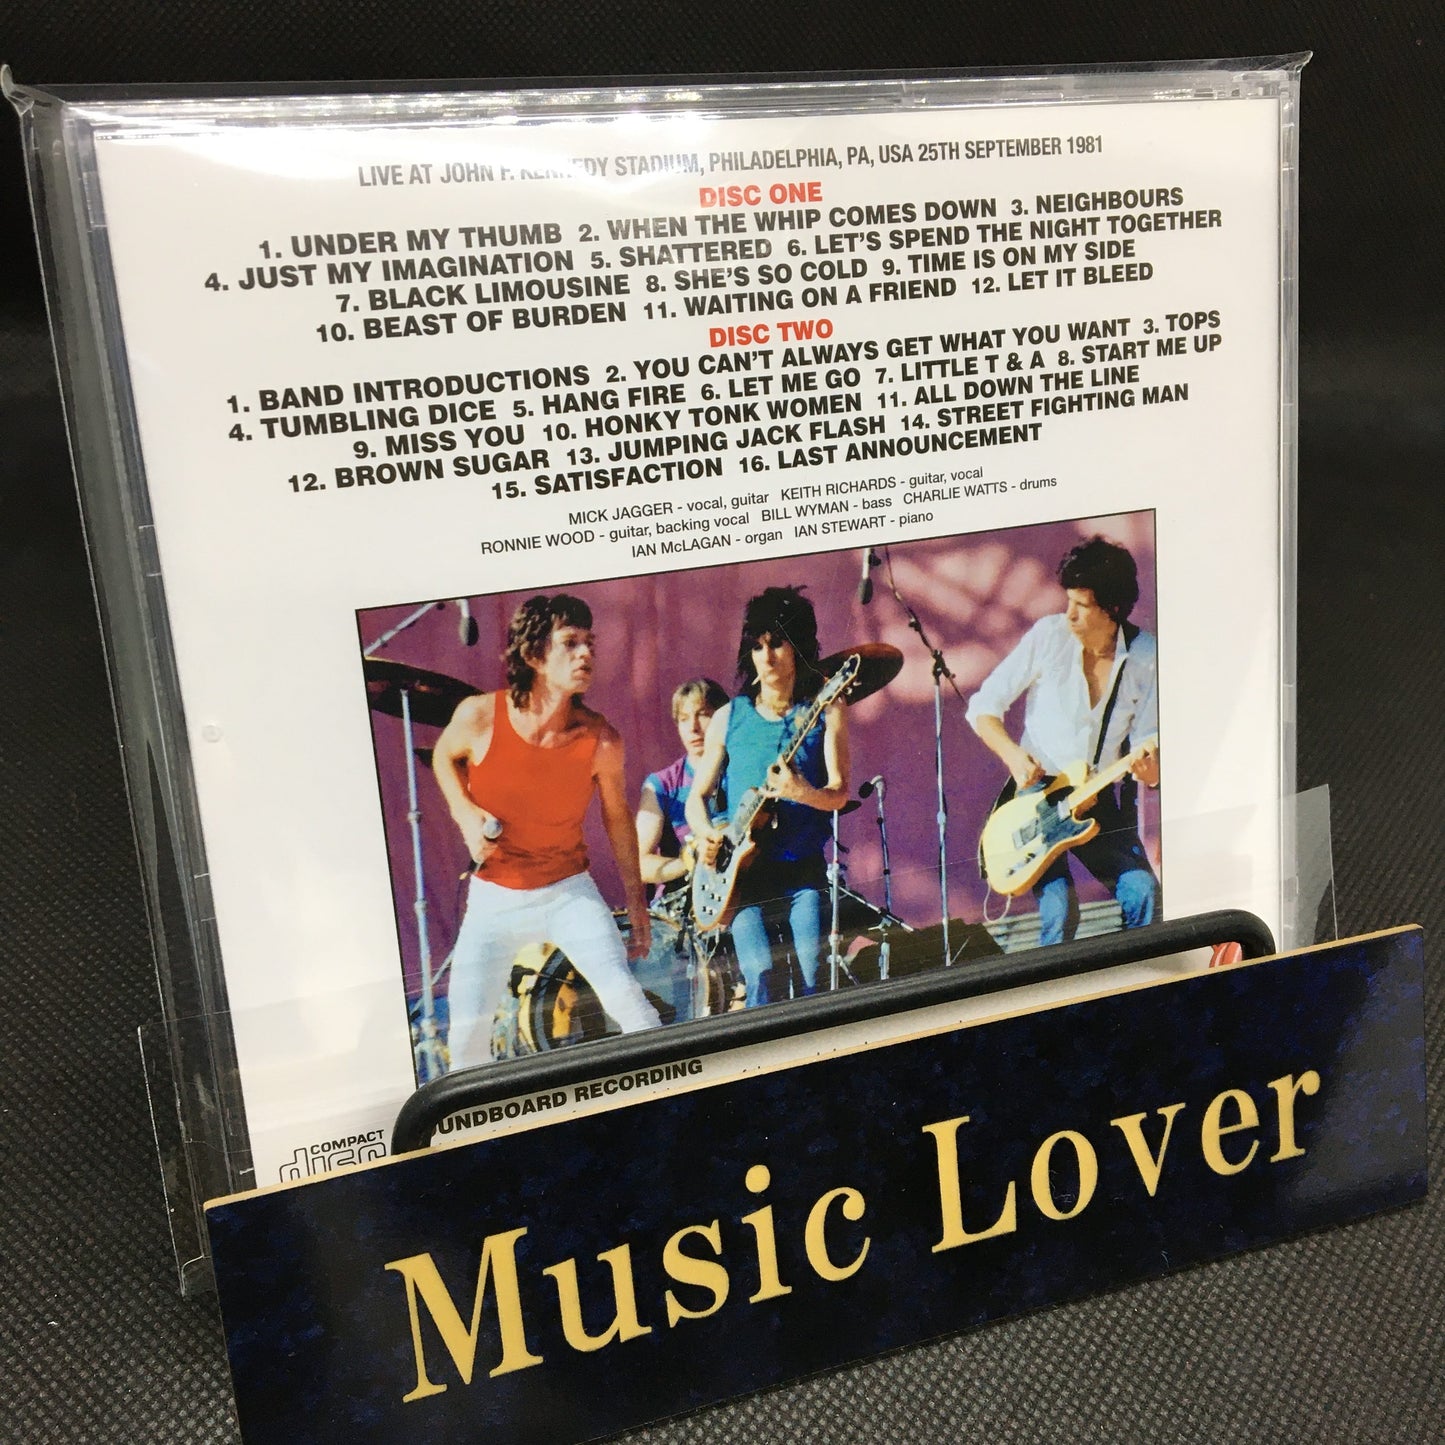 LIVE AT JOHN F. KENNEDY STADIUM, PHILADELPHIA, PA, USA 25TH SEPTEMBER 1981
DISC ONE
1. UNDER MY THUMB 2. WHEN THE WHIP COMES DOWN 3. NEIGHBOURS
4. JUST MY IMAGINATION 5. SHATTERED 6. LET'S SPEND THE NIGHT TOGETHER
7. BLACK LIMOUSINE 8. SHE'S SO COLD 9. TIME IS ON MY SIDE
10. BEAST OF BURDEN 11. WAITING ON A FRIEND 12. LET IT BLEED
DISC TWO
1. BAND INTRODUCTIONS 2. YOU CAN'T ALWAYS GET WHAT YOU WANT 3. TOPS
4. TUMBLING DICE 5. HANG FIRE 6. LET ME GO 7. LITTLE T & A 8. START ME UP
9. MISS YOU 10. HONKY TONK WOMEN 11. ALL DOWN THE LINE
12. BROWN SUGAR 13. JUMPING JACK FLASH 14. STREET FIGHTING MAN
15. SATISFACTION 16. LAST ANNOUNCEMENT
MICK JAGGER - vocal, guitar KEITH RICHARDS - guitar, vocal
RONNIE WOOD - guitar, backing vocal BILL WYMAN - bass CHARLIE WATTS - drums
IAN McLAGAN - organ IAN STEWART - piano
UNDBOARD RECORDING
COMPACT
disc
Music Lover